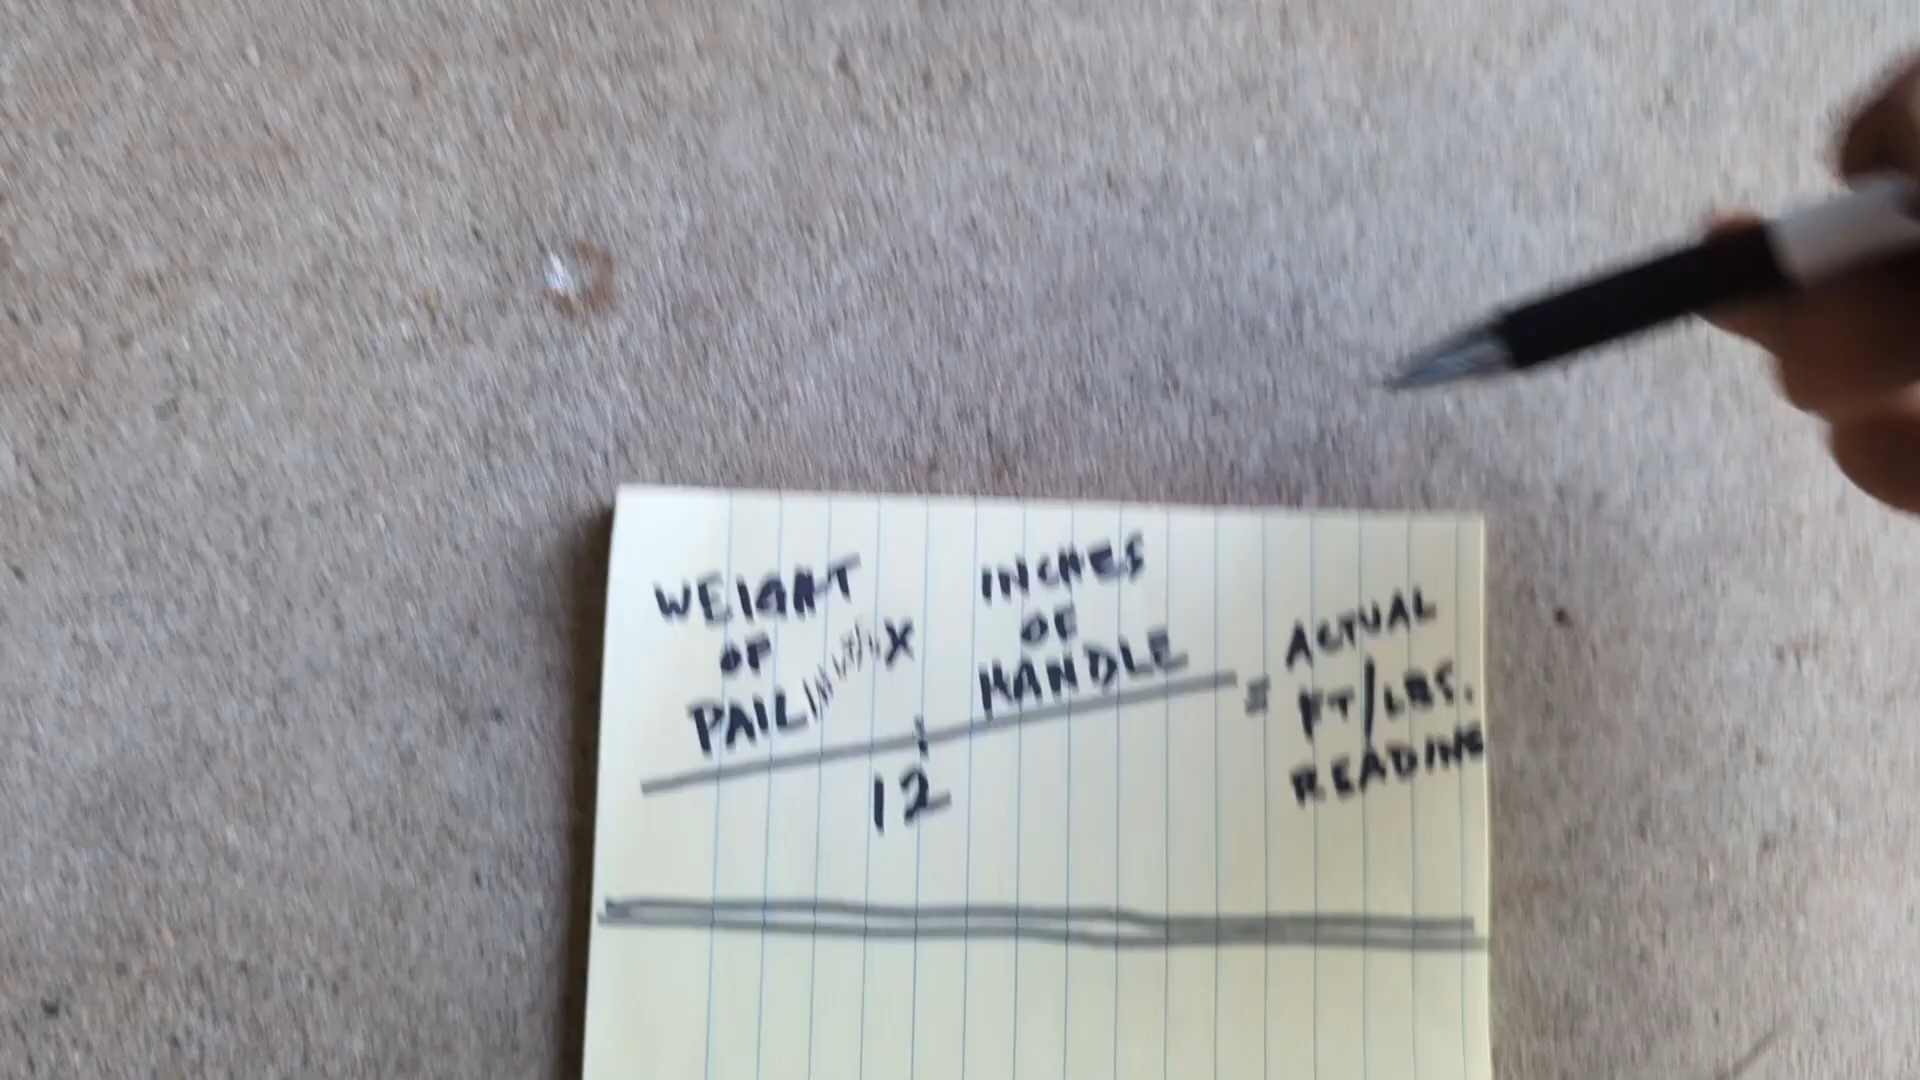 WEIGHT
OF
PAIL X
INCHES
OF
HANDLE
12
=
ACTUAL
FT/LBS.
READING